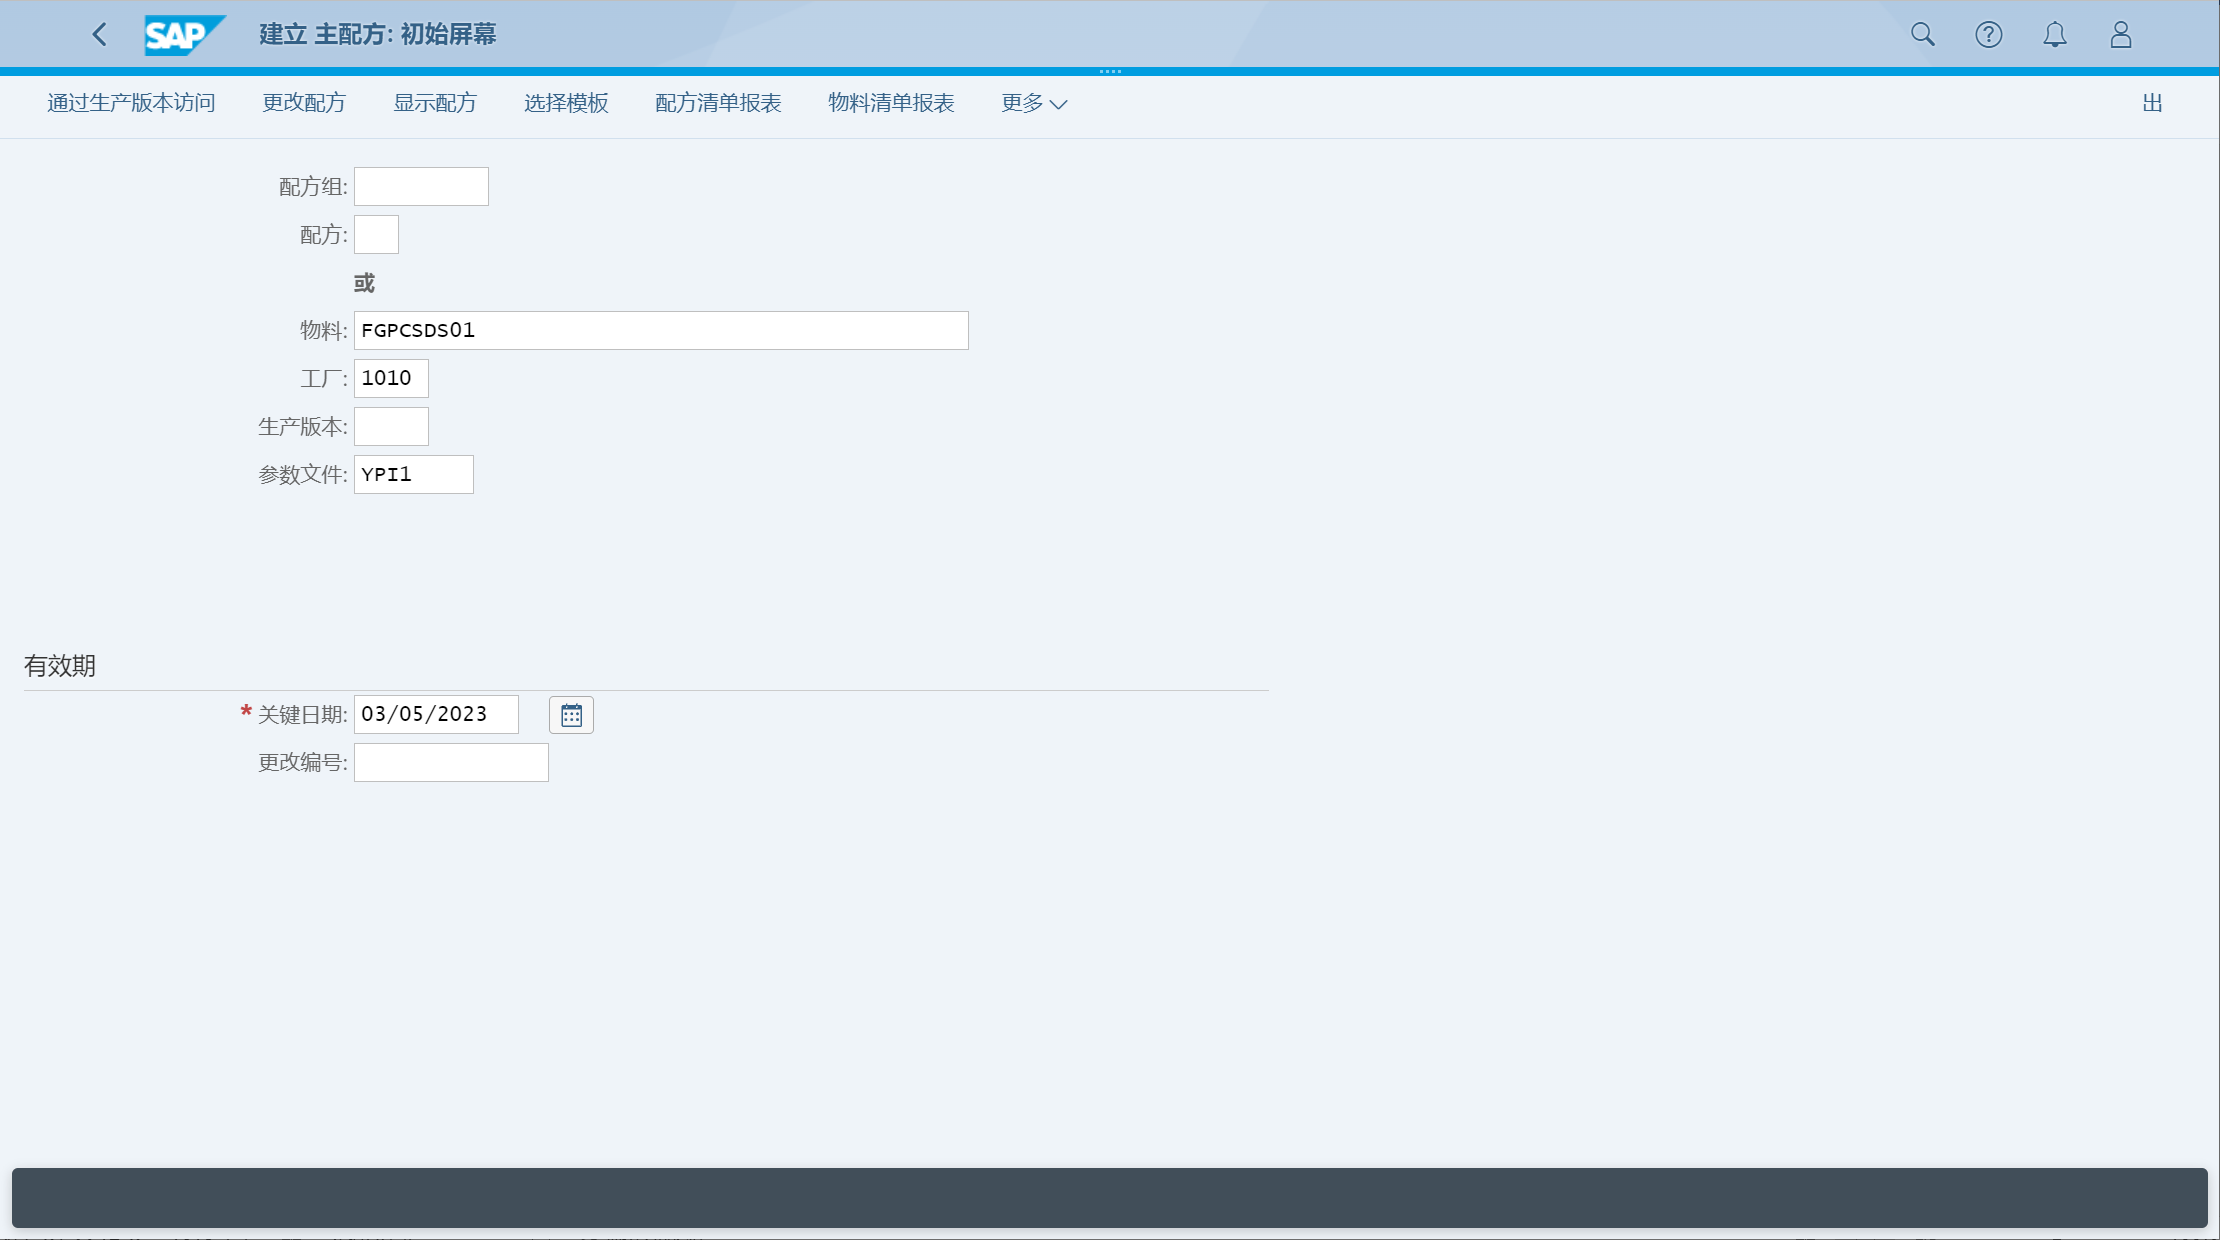 SAP 建立 主配方: 初始屏幕
通过生产版本访问 更改配方 显示配方 选择模板 配方清单报表 物料清单报表 更多 出
配方组:
配方:
或
物料: FGPCSDS01
工厂: 1010
生产版本:
参数文件: YPI1
有效期
* 关键日期: 03/05/2023
更改编号: